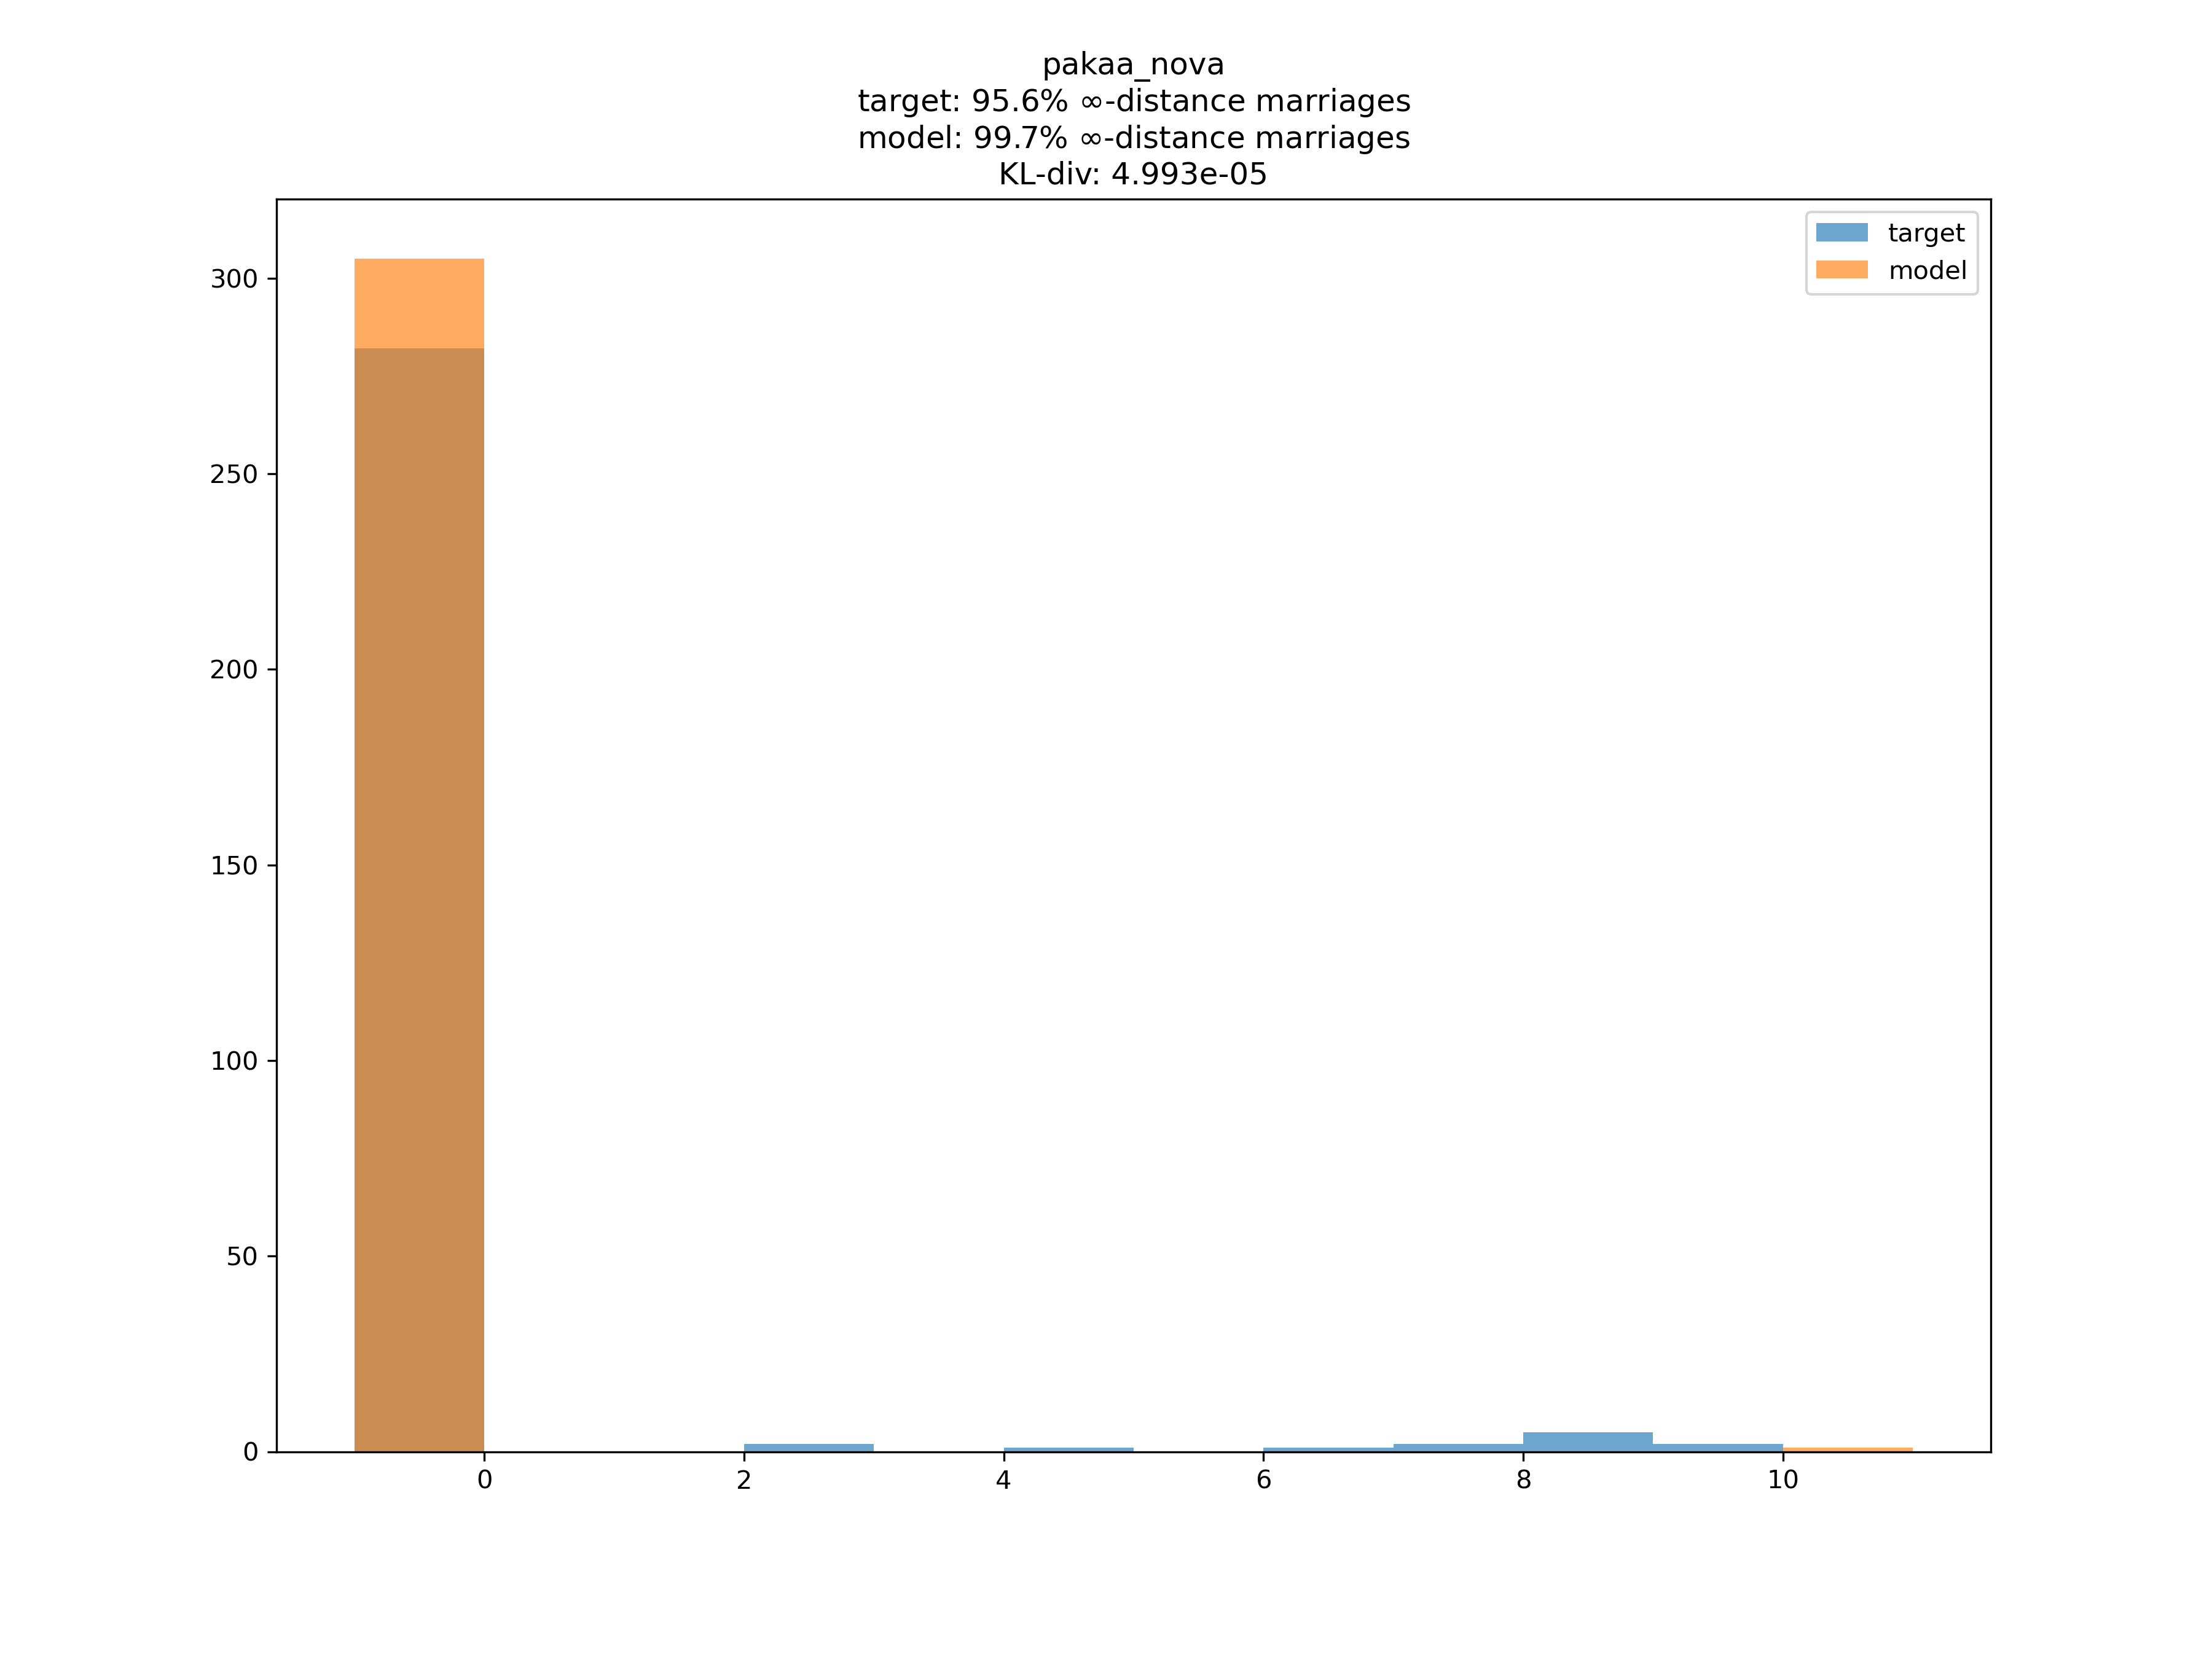 pakaa_nova
target: 95.6% ∞-distance marriages
model: 99.7% ∞-distance marriages
KL-div: 4.993e-05
target
model
300
250
200
150
100
50
0
0 2 4 6 8 10